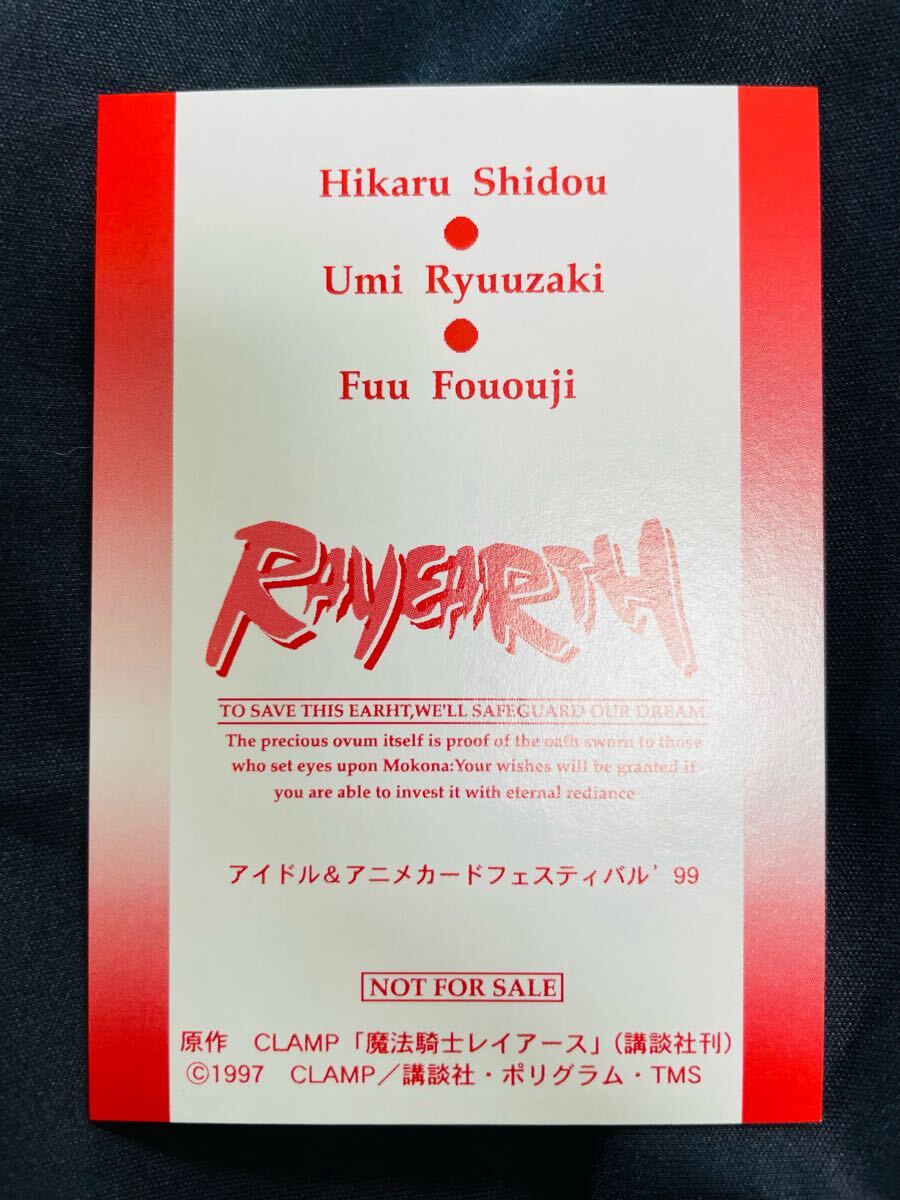 Hikaru Shidou
●
Umi Ryuuzaki
●
Fuu Fououji
RAYEARTH
TO SAVE THIS EARHT,WE'LL SAFEGUARD OUR DREAM.
The precious ovum itself is proof of the oath sworn to those
who set eyes upon Mokona:Your wishes will be granted if
you are able to invest it with eternal rediance
アイドル&アニメカードフェスティバル’99
NOT FOR SALE
原作 CLAMP「魔法騎士レイアース」(講談社刊)
©1997 CLAMP/講談社・ポリグラム・TMS